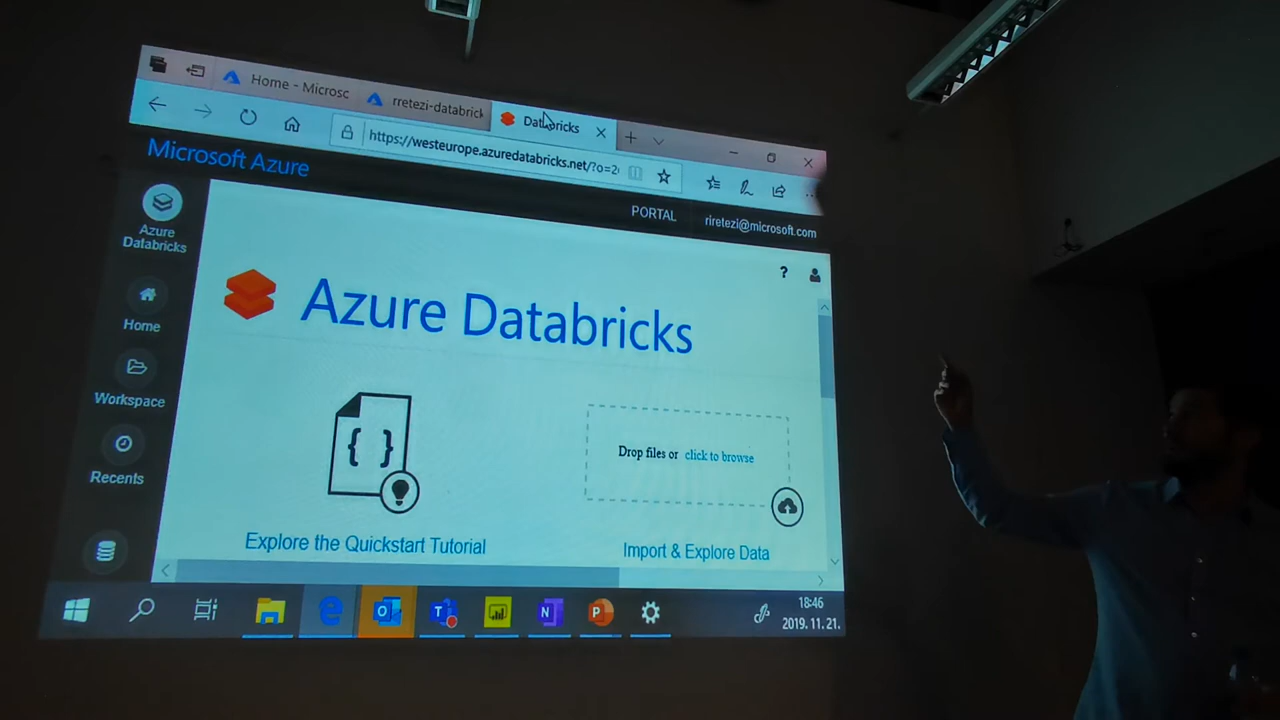 Home - Microsc
rretezi-databrick
Databricks
https://westeurope.azuredatabricks.net/?o=2
Microsoft Azure
PORTAL
riretezi@microsoft.com
Azure
Databricks
Home
Workspace
Recents
?
Azure Databricks
{ }
Drop files or click to browse
Explore the Quickstart Tutorial
Import & Explore Data
18:46
2019. 11. 21.